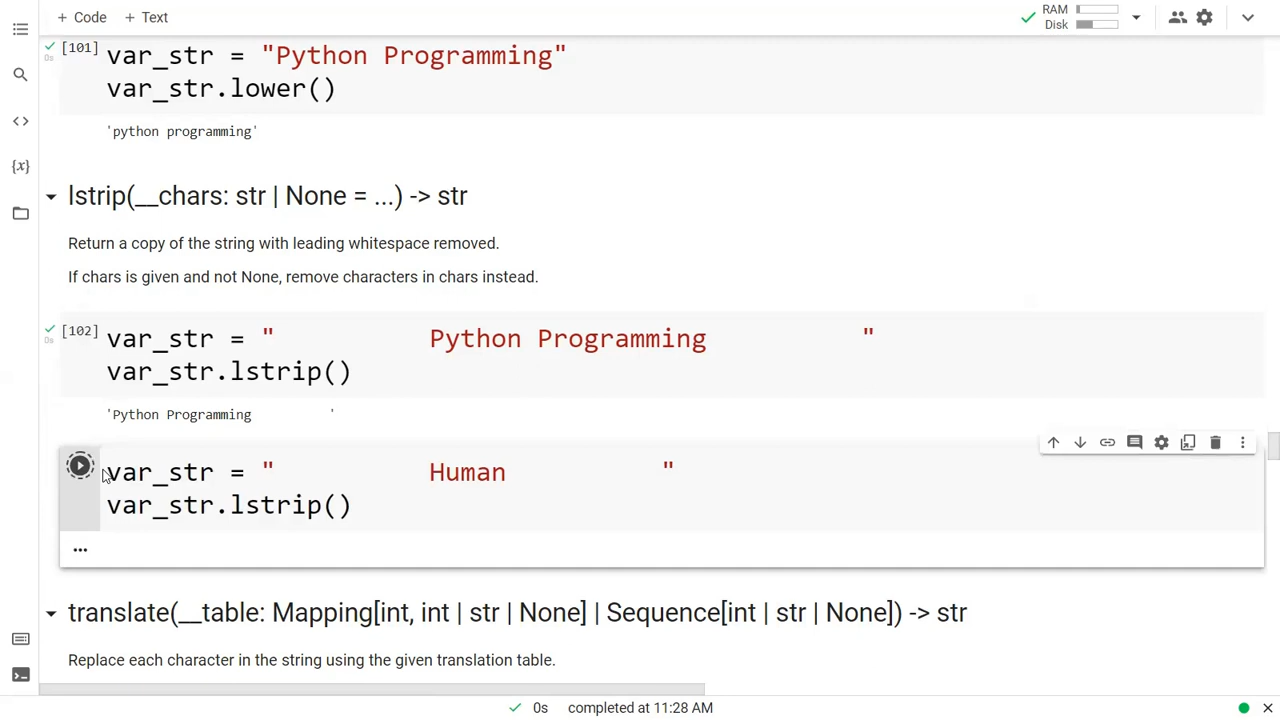 + Code + Text
RAM
Disk
[101] var_str = "Python Programming"
0s
var_str.lower()
'python programming'
{x}
lstrip(__chars: str | None = ...) -> str
Return a copy of the string with leading whitespace removed.
If chars is given and not None, remove characters in chars instead.
[102] var_str = "          Python Programming          "
0s
var_str.lstrip()
'Python Programming          '
var_str = "          Human          "
var_str.lstrip()
...
translate(__table: Mapping[int, int | str | None] | Sequence[int | str | None]) -> str
Replace each character in the string using the given translation table.
0s completed at 11:28 AM